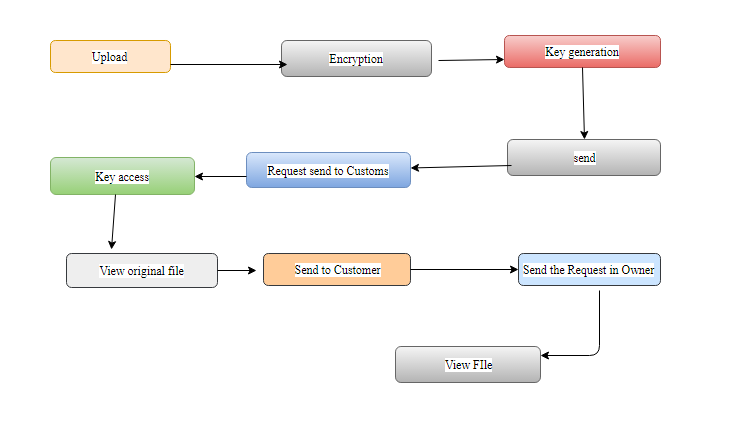 Upload
Encryption
Key generation
send
Request send to Customs
Key access
View original file
Send to Customer
Send the Request in Owner
View FIle